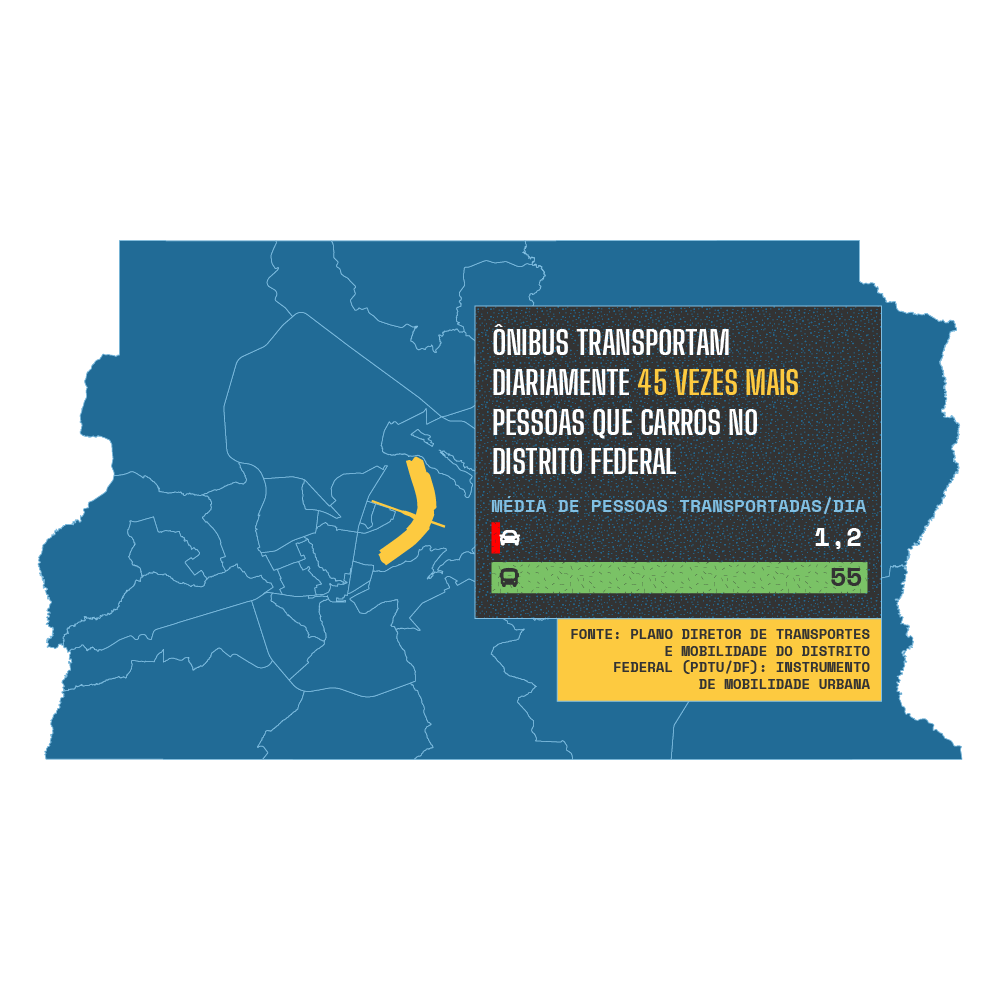 ÔNIBUS TRANSPORTAM
DIARIAMENTE 45 VEZES MAIS
PESSOAS QUE CARROS NO
DISTRITO FEDERAL
MÉDIA DE PESSOAS TRANSPORTADAS/DIA
1,2
55
FONTE: PLANO DIRETOR DE TRANSPORTES
E MOBILIDADE DO DISTRITO
FEDERAL (PDTU/DF): INSTRUMENTO
DE MOBILIDADE URBANA